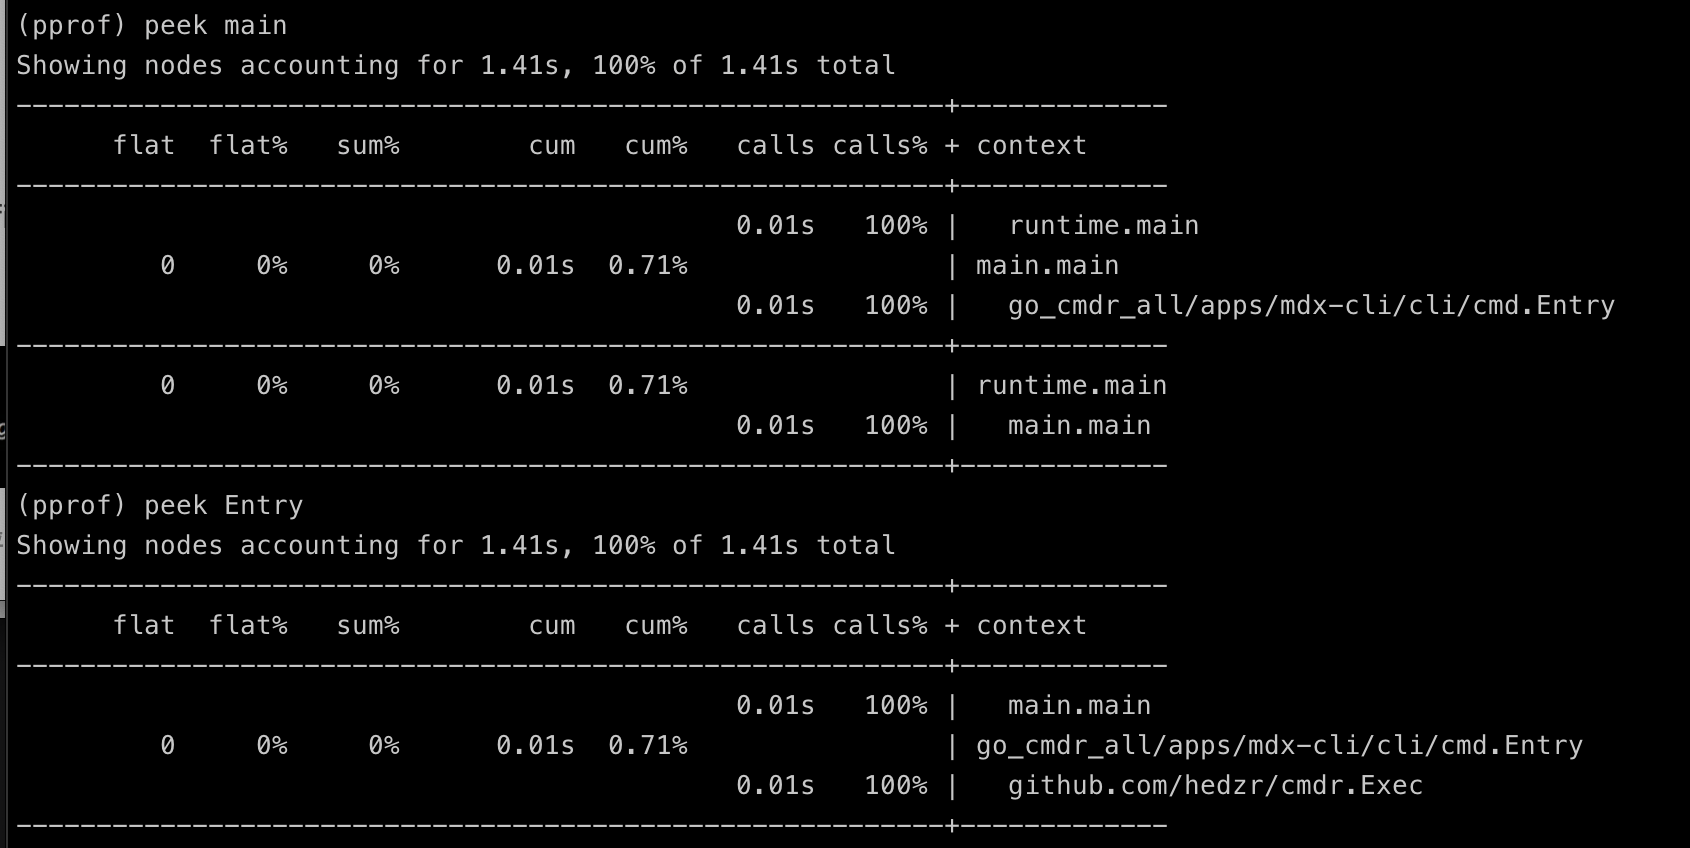 (pprof) peek main
Showing nodes accounting for 1.41s, 100% of 1.41s total
----------------------------------------------------------+-------------
      flat  flat%   sum%        cum   cum%   calls calls% + context
----------------------------------------------------------+-------------
                                             0.01s   100% |   runtime.main
         0     0%     0%      0.01s  0.71%                | main.main
                                             0.01s   100% |   go_cmdr_all/apps/mdx-cli/cli/cmd.Entry
----------------------------------------------------------+-------------
         0     0%     0%      0.01s  0.71%                | runtime.main
                                             0.01s   100% |   main.main
----------------------------------------------------------+-------------
(pprof) peek Entry
Showing nodes accounting for 1.41s, 100% of 1.41s total
----------------------------------------------------------+-------------
      flat  flat%   sum%        cum   cum%   calls calls% + context
----------------------------------------------------------+-------------
                                             0.01s   100% |   main.main
         0     0%     0%      0.01s  0.71%                | go_cmdr_all/apps/mdx-cli/cli/cmd.Entry
                                             0.01s   100% |   github.com/hedzr/cmdr.Exec
----------------------------------------------------------+-------------